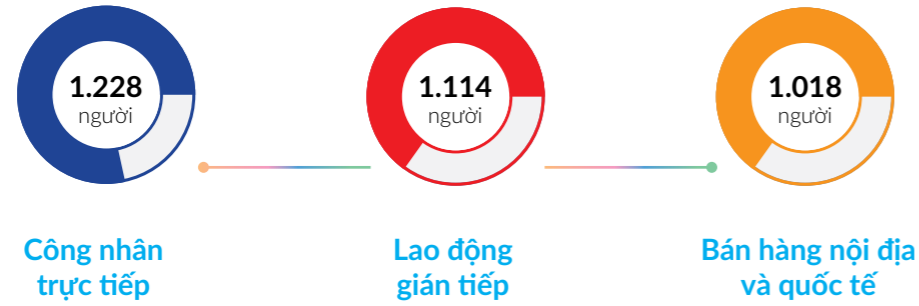 1.228
người
1.114
người
1.018
người
Công nhân
trực tiếp
Lao động
gián tiếp
Bán hàng nội địa
và quốc tế